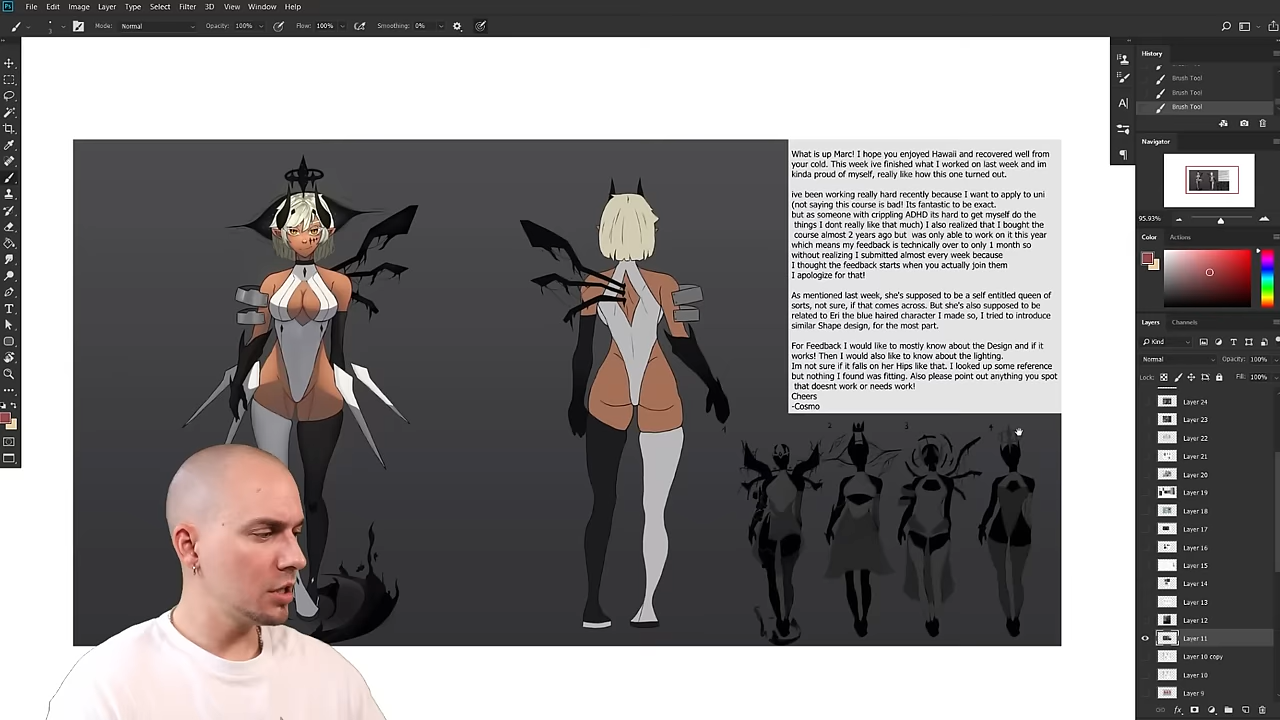 File Edit Image Layer Type Select Filter 3D View Window Help
Mode: Normal Opacity: 100% Flow: 100% Smoothing: 0%
3
History
Brush Tool
Brush Tool
Brush Tool
Navigator
95.93%
Color Actions
Layers Channels
Kind
Normal Opacity: 100%
Lock: Fill: 100%
Layer 24
Layer 23
Layer 22
Layer 21
Layer 20
Layer 19
Layer 18
Layer 17
Layer 16
Layer 15
Layer 14
Layer 13
Layer 12
Layer 11
Layer 10 copy
Layer 10
Layer 9
What is up Marc! I hope you enjoyed Hawaii and recovered well from
your cold. This week ive finished what I worked on last week and im
kinda proud of myself, really like how this one turned out.
ive been working really hard recently because I want to apply to uni
(not saying this course is bad! Its fantastic to be exact.
but as someone with crippling ADHD its hard to get myself do the
things I dont really like that much) I also realized that I bought the
course almost 2 years ago but was only able to work on it this year
which means my feedback is technically over to only 1 month so
without realizing I submitted almost every week because
I thought the feedback starts when you actually join them
I apologize for that!
As mentioned last week, she's supposed to be a self entitled queen of
sorts, not sure, if that comes across. But she's also supposed to be
related to Eri the blue haired character I made so, I tried to introduce
similar Shape design, for the most part.
For Feedback I would like to mostly know about the Design and if it
works! Then I would also like to know about the lighting.
Im not sure if it falls on her Hips like that. I looked up some reference
but nothing I found was fitting. Also please point out anything you spot
that doesnt work or needs work!
Cheers
-Cosmo
2 3 4